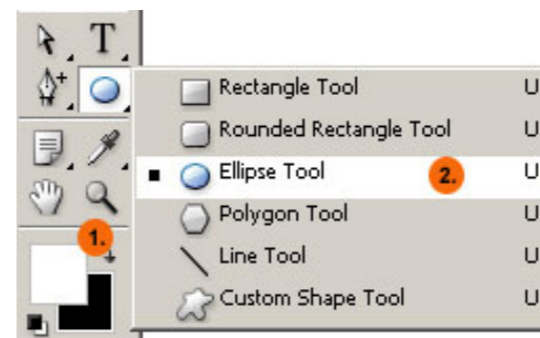 T
Rectangle Tool U
Rounded Rectangle Tool U
Ellipse Tool 2. U
Polygon Tool U
1.
Line Tool U
Custom Shape Tool U